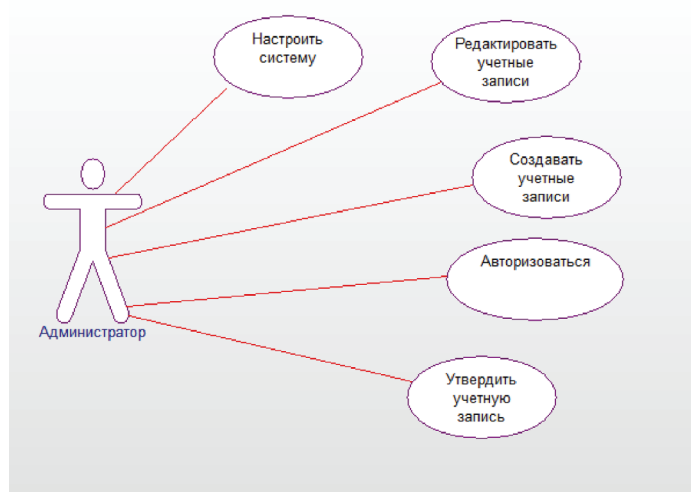 Настроить
систему
Редактировать
учетные
записи
Создавать
учетные
записи
Авторизоваться
Администратор
Утвердить
учетную
запись